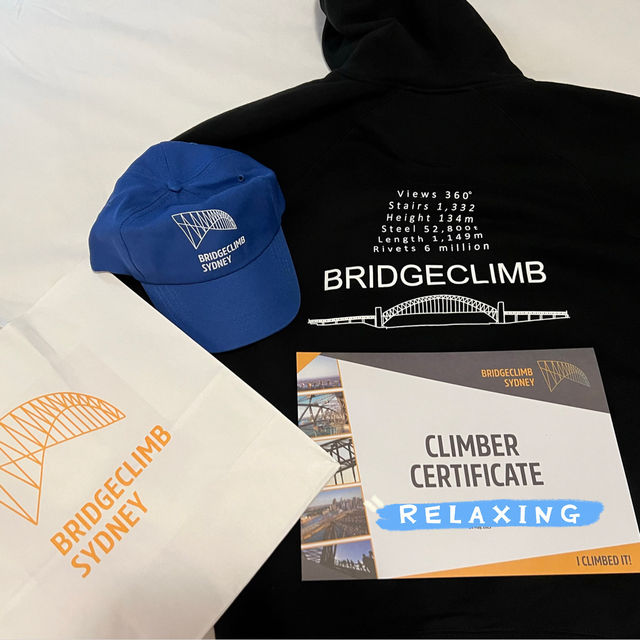 Views 360°
Stairs 1,332
Height 134m
Steel 52,800t
Length 1,149m
Rivets 6 million
BRIDGECLIMB
BRIDGECLIMB
SYDNEY
BRIDGECLIMB
SYDNEY
BRIDGECLIMB
SYDNEY
CLIMBER
CERTIFICATE
RELAXING
I CLIMBED IT!